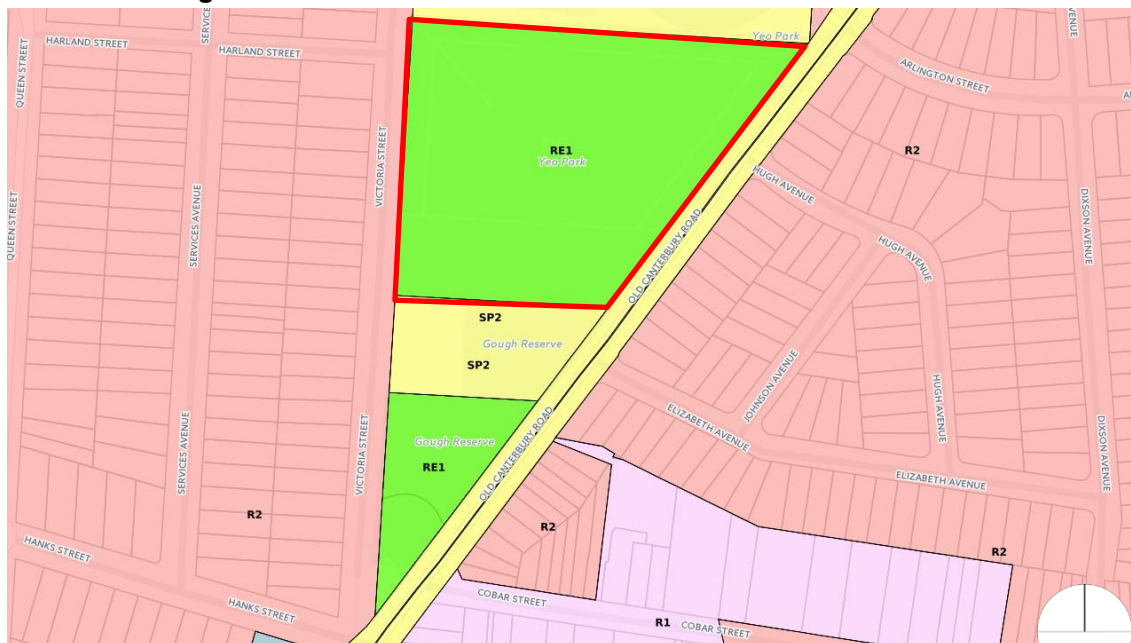 HARLAND STREET
HARLAND STREET
SERVICES
QUEEN STREET
QUEEN STREET
SERVICES AVENUE
SERVICES AVENUE
VICTORIA STREET
VICTORIA STREET
Yeo Park
RE1
Yeo Park
ARLINGTON STREET
R2
HUGH AVENUE
HUGH AVENUE
HUGH AVENUE
DIXSON AVENUE
DIXSON AVENUE
OLD CANTERBURY ROAD
OLD CANTERBURY ROAD
SP2
Gough Reserve
SP2
JOHNSON AVENUE
ELIZABETH AVENUE
ELIZABETH AVENUE
Gough Reserve
RE1
R2
R2
R2
HANKS STREET
HANKS STREET
COBAR STREET
R1
COBAR STREET